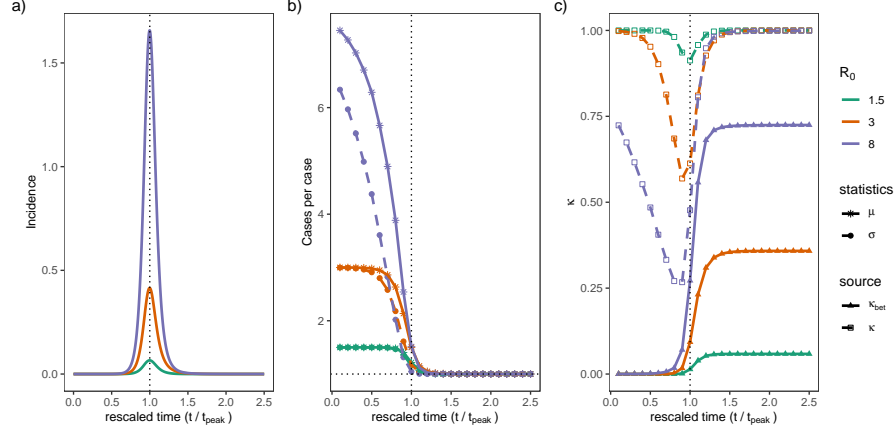 a)
b)
c)
1.5
1.0
0.5
0.0
Incidence
0.0
0.5
1.0
1.5
2.0
2.5
rescaled time (t / t_peak )
6
4
2
Cases per case
0.0
0.5
1.0
1.5
2.0
2.5
rescaled time (t / t_peak )
1.00
0.75
0.50
0.25
0.00
κ
0.0
0.5
1.0
1.5
2.0
2.5
rescaled time (t / t_peak )
R_0
1.5
3
8
statistics
μ
σ
source
κ_bet
κ